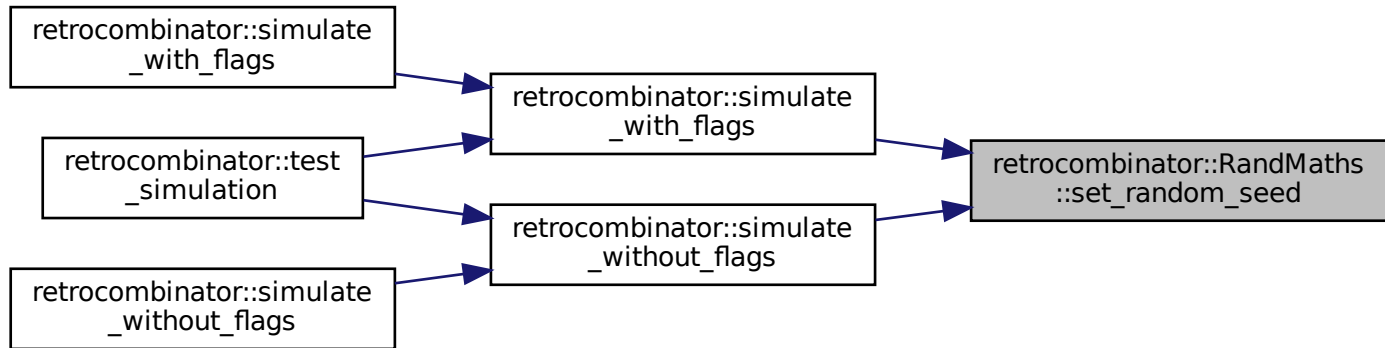 retrocombinator::simulate
_with_flags
retrocombinator::test
_simulation
retrocombinator::simulate
_without_flags
retrocombinator::simulate
_with_flags
retrocombinator::simulate
_without_flags
retrocombinator::RandMaths
::set_random_seed